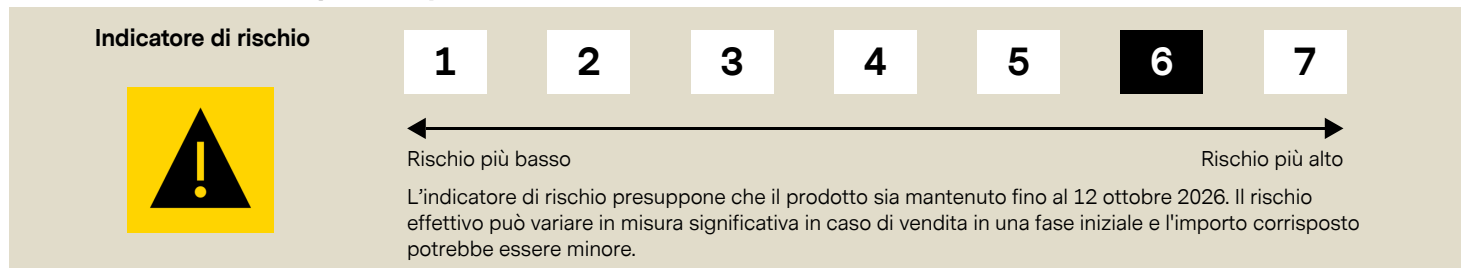 Indicatore di rischio
1 2 3 4 5 6 7
Rischio più basso
Rischio più alto
L'indicatore di rischio presuppone che il prodotto sia mantenuto fino al 12 ottobre 2026. Il rischio
effettivo può variare in misura significativa in caso di vendita in una fase iniziale e l'importo corrisposto
potrebbe essere minore.